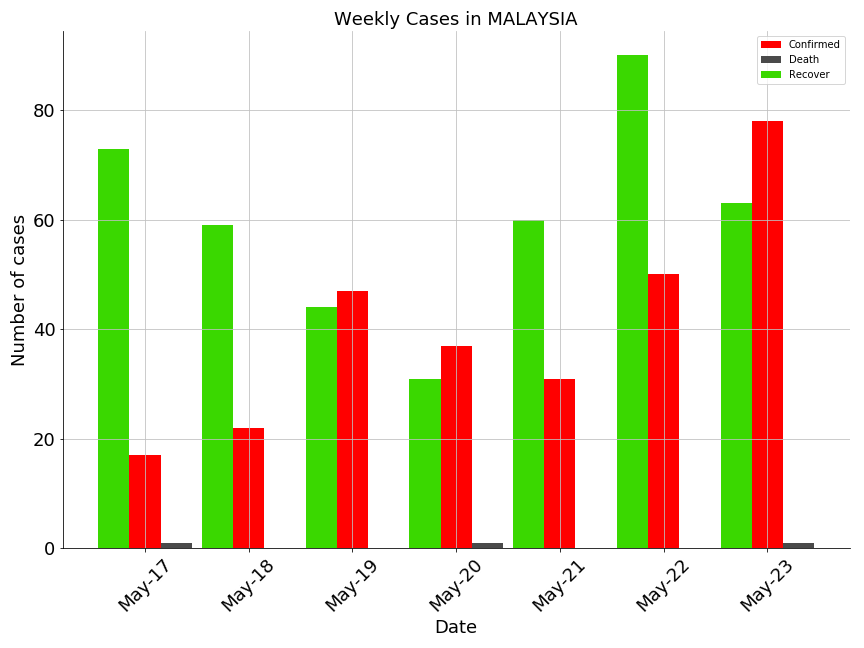 Weekly Cases in MALAYSIA
Confirmed
Death
Recover
Number of cases
80
60
40
20
0
May-17
May-18
May-19
May-20
May-21
May-22
May-23
Date